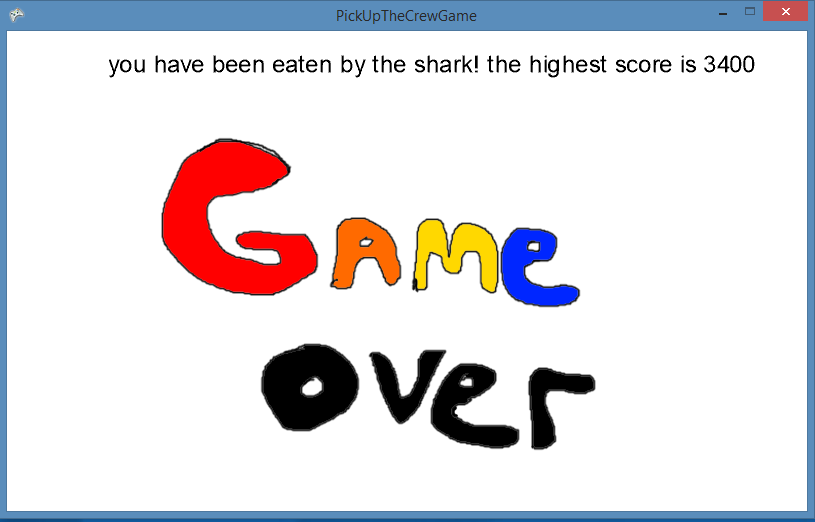 PickUpTheCrewGame
you have been eaten by the shark! the highest score is 3400
Game
over